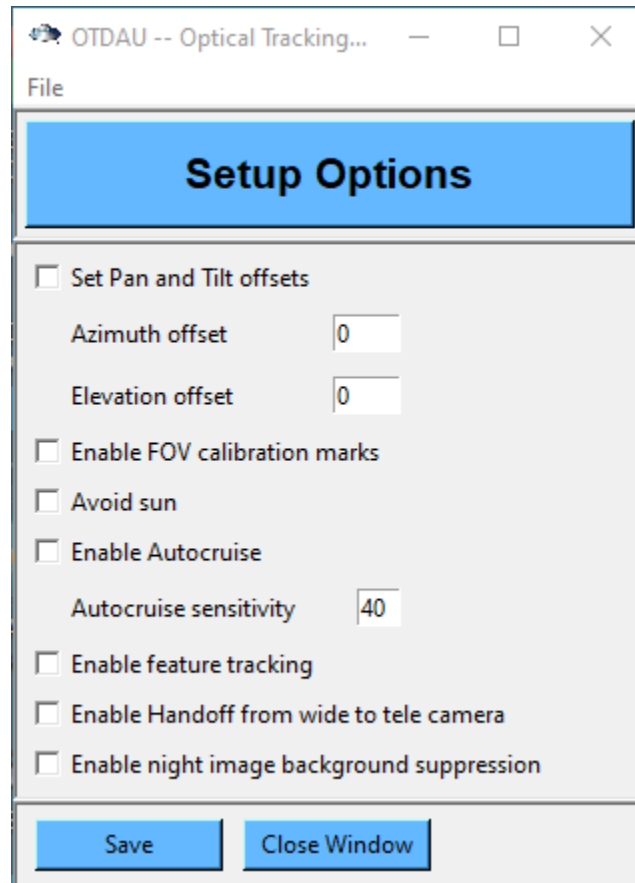 OTDAU -- Optical Tracking...
File
Setup Options
Set Pan and Tilt offsets
Azimuth offset 0
Elevation offset 0
Enable FOV calibration marks
Avoid sun
Enable Autocruise
Autocruise sensitivity 40
Enable feature tracking
Enable Handoff from wide to tele camera
Enable night image background suppression
Save Close Window